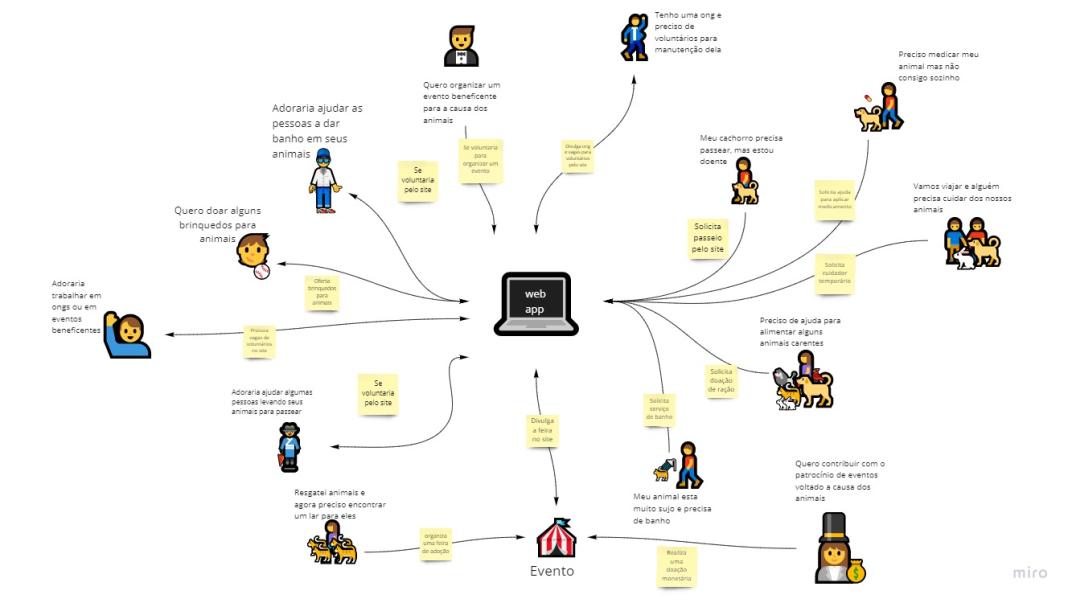 Tenho uma ong e
preciso de
voluntários para
manutenção dela
Quero organizar um
evento beneficente
para a causa dos
animais
Preciso medicar meu
animal mas não
consigo sozinho
Adoraria ajudar as
pessoas a dar
banho em seus
animais
Se
voluntaria
pelo site
Se voluntaria
para
organizar um
evento
Divulga ong
e vagas para
voluntários
pelo site
Meu cachorro precisa
passear, mas estou
doente
Solicita ajuda
para aplicar
medicamento
Vamos viajar e alguém
precisa cuidar dos nossos
animais
Quero doar alguns
brinquedos para
animais
Solicita
passeio
pelo site
Solicita
cuidador
temporário
Adoraria
trabalhar em
ongs ou em
eventos
beneficentes
Oferta
brinquedos
para
animais
web
app
Procura
vagas de
voluntários
no site
Preciso de ajuda para
alimentar alguns
animais carentes
Adoraria ajudar algumas
pessoas levando seus
animais para passear
Se
voluntaria
pelo site
Solicita
doação
de ração
Solicita
serviço
de banho
Divulga
a feira
no site
Quero contribuir com o
patrocínio de eventos
voltado a causa dos
animais
Resgatei animais e
agora preciso encontrar
um lar para eles
Meu animal esta
muito sujo e precisa
de banho
organiza
uma feira
de adoção
Evento
Realiza
uma
doação
monetária
miro